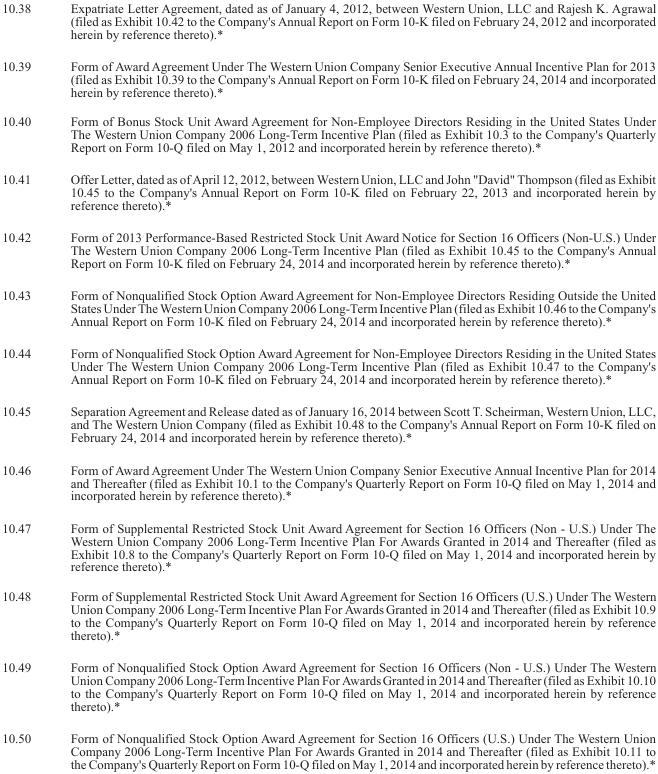 10.38 Expatriate Letter Agreement, dated as of January 4, 2012, between Western Union, LLC and Rajesh K. Agrawal
(filed as Exhibit 10.42 to the Company's Annual Report on Form 10-K filed on February 24, 2012 and incorporated
herein by reference thereto).*
10.39 Form of Award Agreement Under The Western Union Company Senior Executive Annual Incentive Plan for 2013
(filed as Exhibit 10.39 to the Company's Annual Report on Form 10-K filed on February 24, 2014 and incorporated
herein by reference thereto).*
10.40 Form of Bonus Stock Unit Award Agreement for Non-Employee Directors Residing in the United States Under
The Western Union Company 2006 Long-Term Incentive Plan (filed as Exhibit 10.3 to the Company's Quarterly
Report on Form 10-Q filed on May 1, 2012 and incorporated herein by reference thereto).*
10.41 Offer Letter, dated as of April 12, 2012, between Western Union, LLC and John "David" Thompson (filed as Exhibit
10.45 to the Company's Annual Report on Form 10-K filed on February 22, 2013 and incorporated herein by
reference thereto).*
10.42 Form of 2013 Performance-Based Restricted Stock Unit Award Notice for Section 16 Officers (Non-U.S.) Under
The Western Union Company 2006 Long-Term Incentive Plan (filed as Exhibit 10.45 to the Company's Annual
Report on Form 10-K filed on February 24, 2014 and incorporated herein by reference thereto).*
10.43 Form of Nonqualified Stock Option Award Agreement for Non-Employee Directors Residing Outside the United
States Under The Western Union Company 2006 Long-Term Incentive Plan (filed as Exhibit 10.46 to the Company's
Annual Report on Form 10-K filed on February 24, 2014 and incorporated herein by reference thereto).*
10.44 Form of Nonqualified Stock Option Award Agreement for Non-Employee Directors Residing in the United States
Under The Western Union Company 2006 Long-Term Incentive Plan (filed as Exhibit 10.47 to the Company's
Annual Report on Form 10-K filed on February 24, 2014 and incorporated herein by reference thereto).*
10.45 Separation Agreement and Release dated as of January 16, 2014 between Scott T. Scheirman, Western Union, LLC,
and The Western Union Company (filed as Exhibit 10.48 to the Company's Annual Report on Form 10-K filed on
February 24, 2014 and incorporated herein by reference thereto).*
10.46 Form of Award Agreement Under The Western Union Company Senior Executive Annual Incentive Plan for 2014
and Thereafter (filed as Exhibit 10.1 to the Company's Quarterly Report on Form 10-Q filed on May 1, 2014 and
incorporated herein by reference thereto).*
10.47 Form of Supplemental Restricted Stock Unit Award Agreement for Section 16 Officers (Non - U.S.) Under The
Western Union Company 2006 Long-Term Incentive Plan For Awards Granted in 2014 and Thereafter (filed as
Exhibit 10.8 to the Company's Quarterly Report on Form 10-Q filed on May 1, 2014 and incorporated herein by
reference thereto).*
10.48 Form of Supplemental Restricted Stock Unit Award Agreement for Section 16 Officers (U.S.) Under The Western
Union Company 2006 Long-Term Incentive Plan For Awards Granted in 2014 and Thereafter (filed as Exhibit 10.9
to the Company's Quarterly Report on Form 10-Q filed on May 1, 2014 and incorporated herein by reference
thereto).*
10.49 Form of Nonqualified Stock Option Award Agreement for Section 16 Officers (Non - U.S.) Under The Western
Union Company 2006 Long-Term Incentive Plan For Awards Granted in 2014 and Thereafter (filed as Exhibit 10.10
to the Company's Quarterly Report on Form 10-Q filed on May 1, 2014 and incorporated herein by reference
thereto).*
10.50 Form of Nonqualified Stock Option Award Agreement for Section 16 Officers (U.S.) Under The Western Union
Company 2006 Long-Term Incentive Plan For Awards Granted in 2014 and Thereafter (filed as Exhibit 10.11 to
the Company's Quarterly Report on Form 10-Q filed on May 1, 2014 and incorporated herein by reference thereto).*